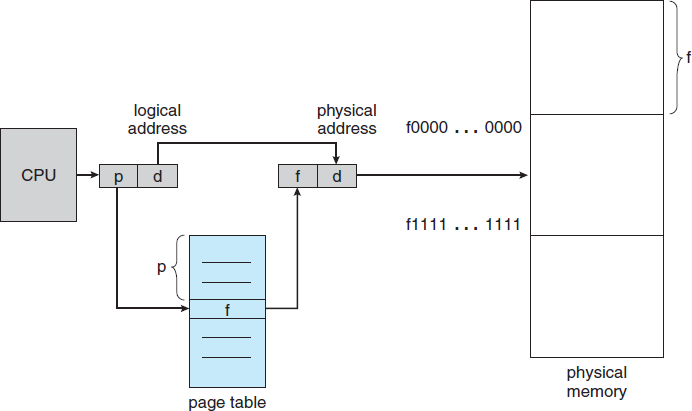 f
logical
address
physical
address
f0000 ... 0000
CPU
p
d
f
d
f1111 ... 1111
p
f
physical
memory
page table